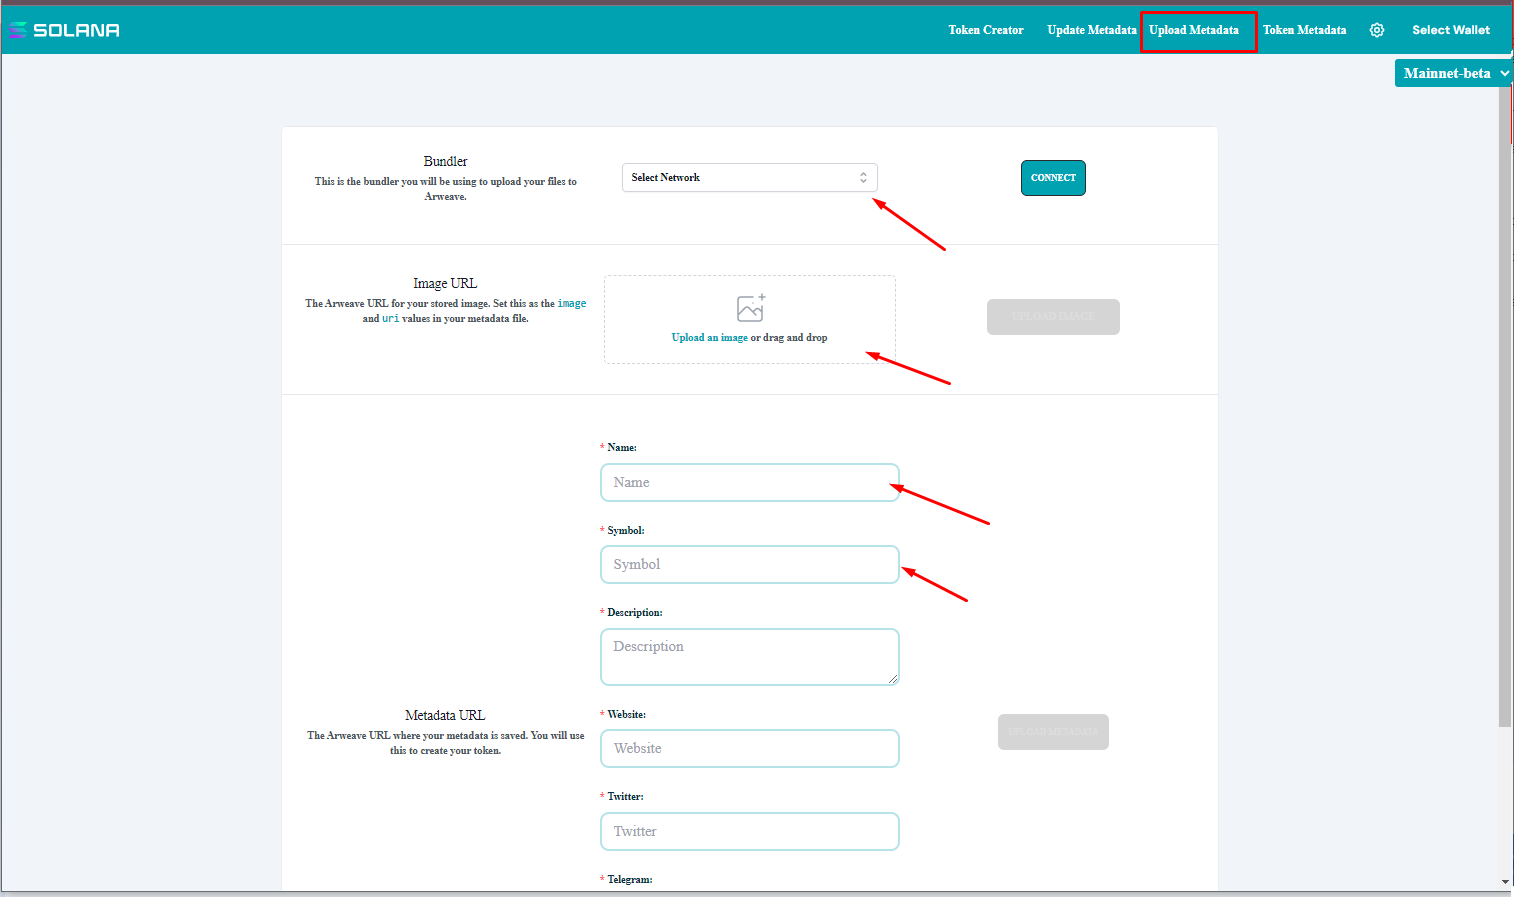 SOLANA
Token Creator
Update Metadata
Upload Metadata
Token Metadata
Select Wallet
Mainnet-beta
Bundler
This is the bundler you will be using to upload your files to
Arweave.
Select Network
CONNECT
Image URL
The Arweave URL for your stored image. Set this as the image
and uri values in your metadata file.
Upload an image or drag and drop
UPLOAD IMAGE
* Name:
Name
* Symbol:
Symbol
* Description:
Description
Metadata URL
The Arweave URL where your metadata is saved. You will use
this to create your token.
* Website:
Website
UPLOAD METADATA
* Twitter:
Twitter
* Telegram: